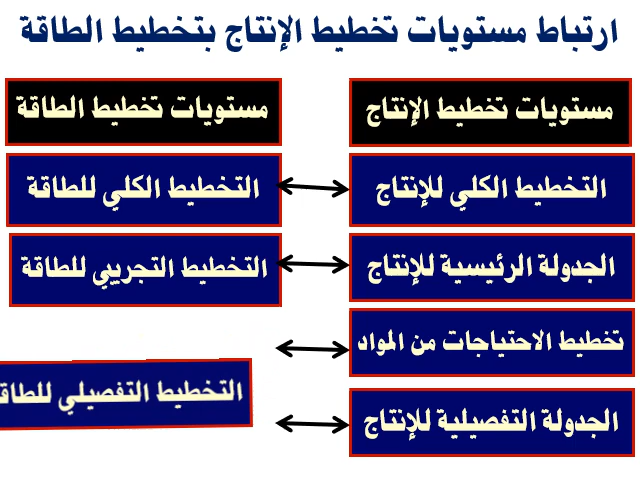 ارتباط مستويات تخطيط الإنتاج بتخطيط الطاقة
مستويات تخطيط الإنتاج
مستويات تخطيط الطاقة
التخطيط الكلي للإنتاج
التخطيط الكلي للطاقة
الجدولة الرئيسية للإنتاج
التخطيط التجريبي للطاقة
تخطيط الاحتياجات من المواد
التخطيط التفصيلي للطاق
الجدولة التفصيلية للإنتاج